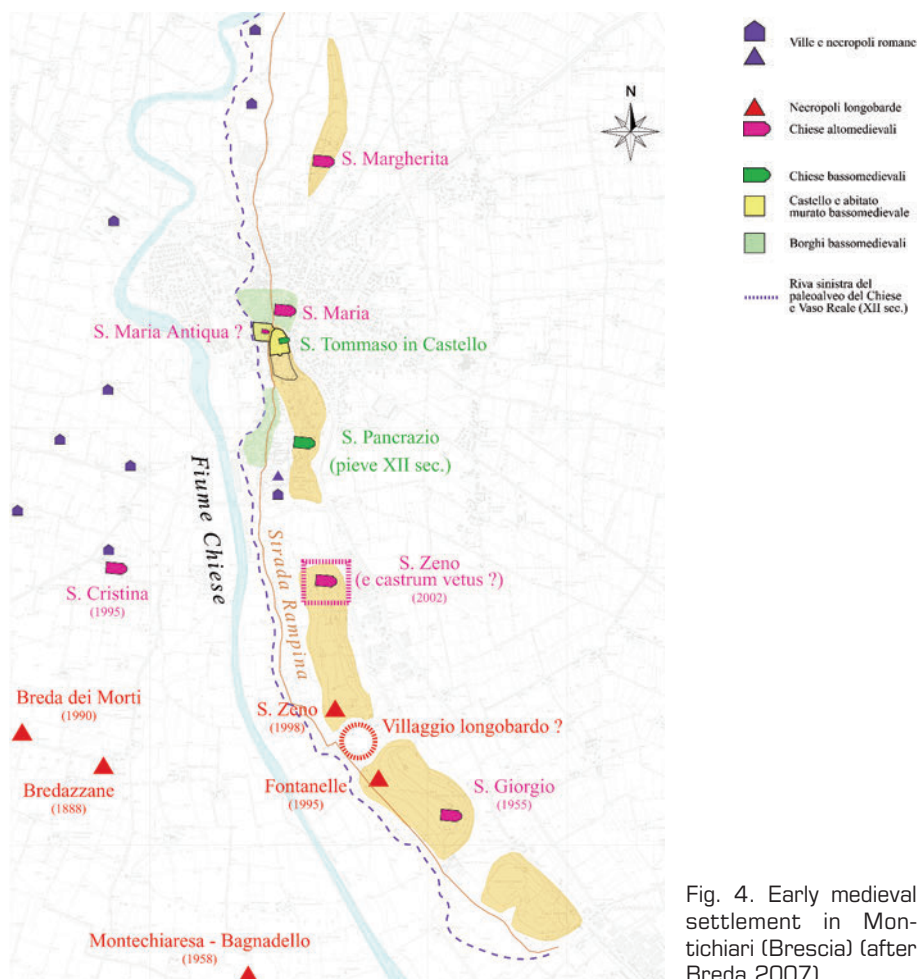 Ville e necropoli romane
Necropoli longobarde
Chiese altomedievali
Chiese bassomedievali
Castello e abitato
murato bassomedievale
Borghi bassomedievali
Riva sinistra del
paleoalveo del Chiese
e Vaso Reale (XII sec.)
N
S. Margherita
S. Maria
S. Maria Antiqua ?
S. Tommaso in Castello
S. Pancrazio
(pieve XII sec.)
Fiume Chiese
Strada Rampina
S. Zeno
(e castrum vetus ?)
(2002)
S. Cristina
(1995)
Breda dei Morti
(1990)
S. Zeno
(1998)
Villaggio longobardo ?
Bredazzane
(1888)
Fontanelle
(1995)
S. Giorgio
(1955)
Montechiaresa - Bagnadello
(1958)
Fig. 4. Early medieval
settlement in Mon-
tichiari (Brescia) (after
Breda 2007)